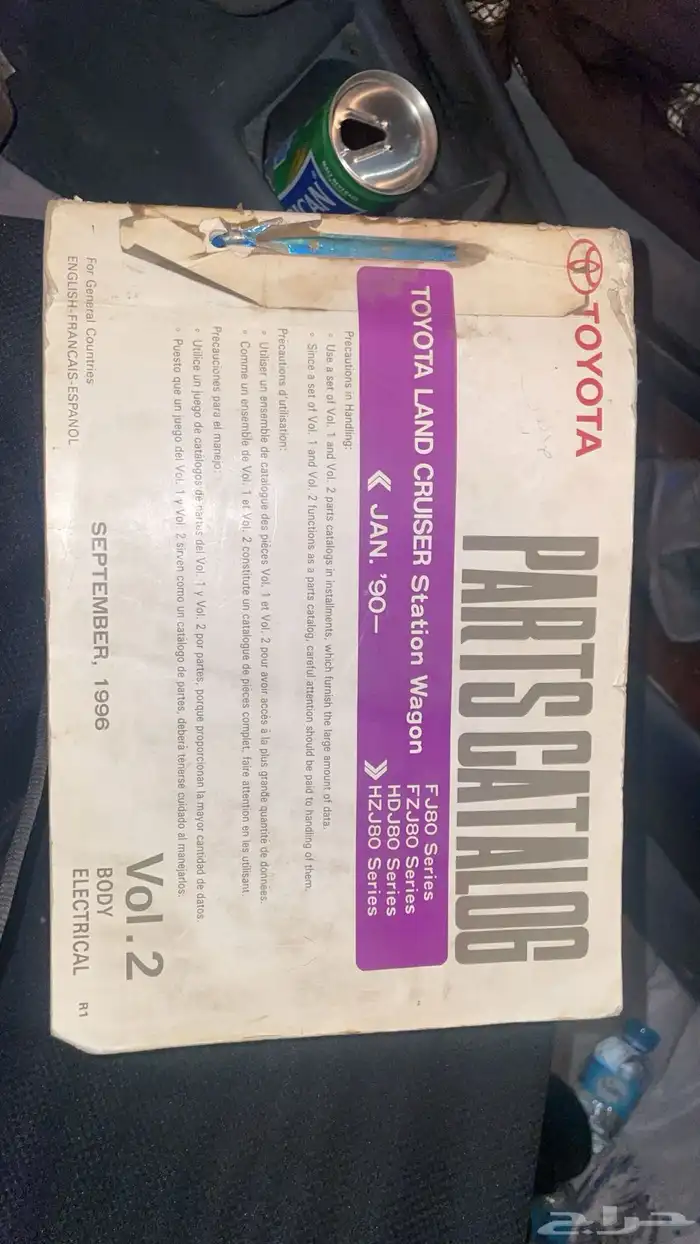 TOYOTA
PARTS CATALOG
TOYOTA LAND CRUISER Station Wagon
« JAN. '90— »
FJ80 Series
FZJ80 Series
HDJ80 Series
HZJ80 Series
Precautions in Handling:
◦ Use a set of Vol. 1 and Vol. 2 parts catalogs in installments, which furnish the large amount of data.
◦ Since a set of Vol. 1 and Vol. 2 functions as a parts catalog, careful attention should be paid to handling of them.
Précautions d'utilisation:
◦ Utiliser un ensemble de catalogue des pièces Vol. 1 et Vol. 2 pour avoir accès à la plus grande quantité de données.
◦ Comme un ensemble de Vol. 1 et Vol. 2 constitute un catalogue de pièces complet, faire attention en les utilisant.
Precauciones para el manejo:
◦ Utilice un juego de catálogos de partes del Vol. 1 y Vol. 2 por partes, porque proporcionan la mayor cantidad de datos.
◦ Puesto que un juego del Vol. 1 y Vol. 2 sirven como un catálogo de partes, deberá tenerse cuidado al manejarlos.
Vol. 2
BODY
ELECTRICAL
For General Countries
ENGLISH-FRANCAIS-ESPAÑOL
SEPTEMBER, 1996
R1
حراج